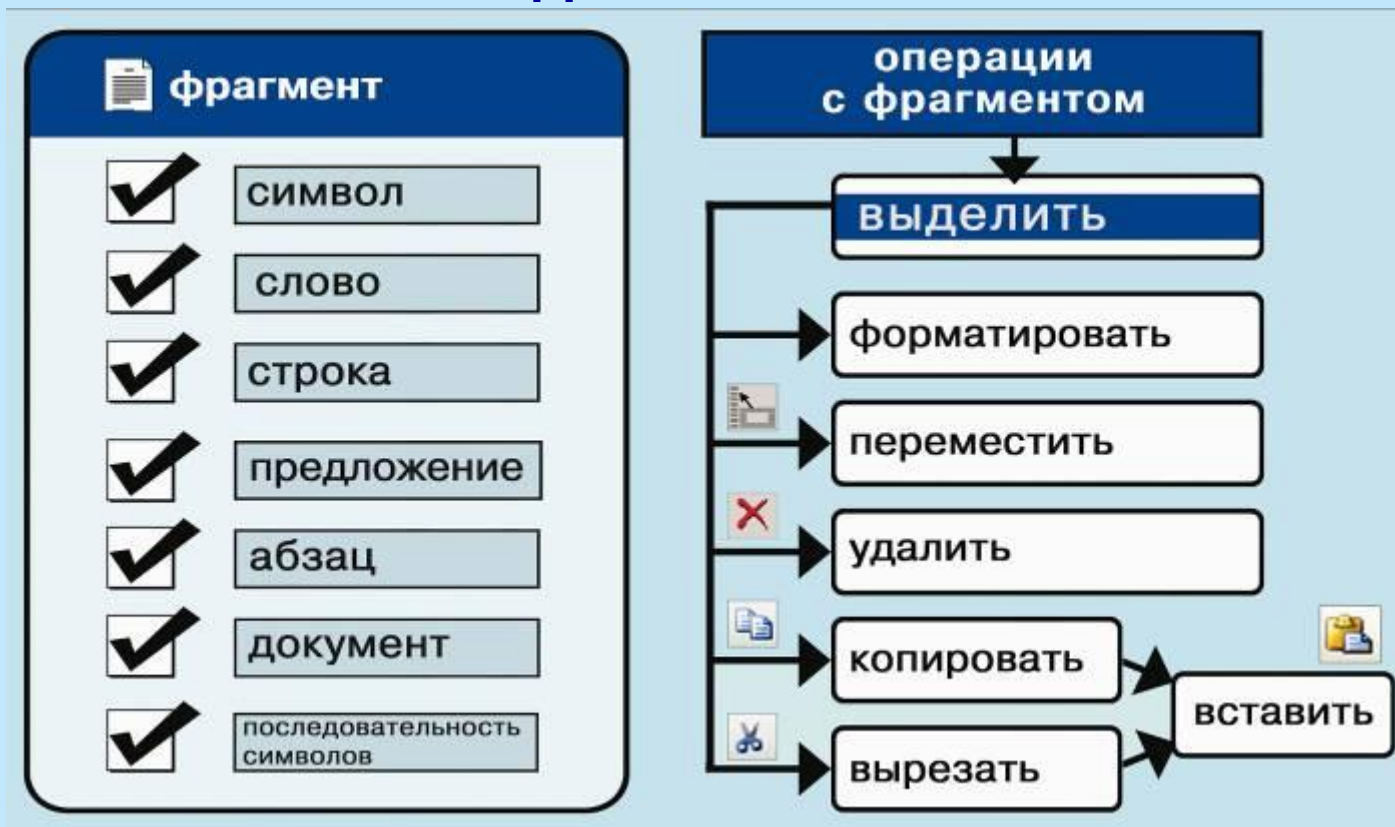 фрагмент
символ
слово
строка
предложение
абзац
документ
последовательность
символов
операции
с фрагментом
выделить
форматировать
переместить
удалить
копировать
вставить
вырезать